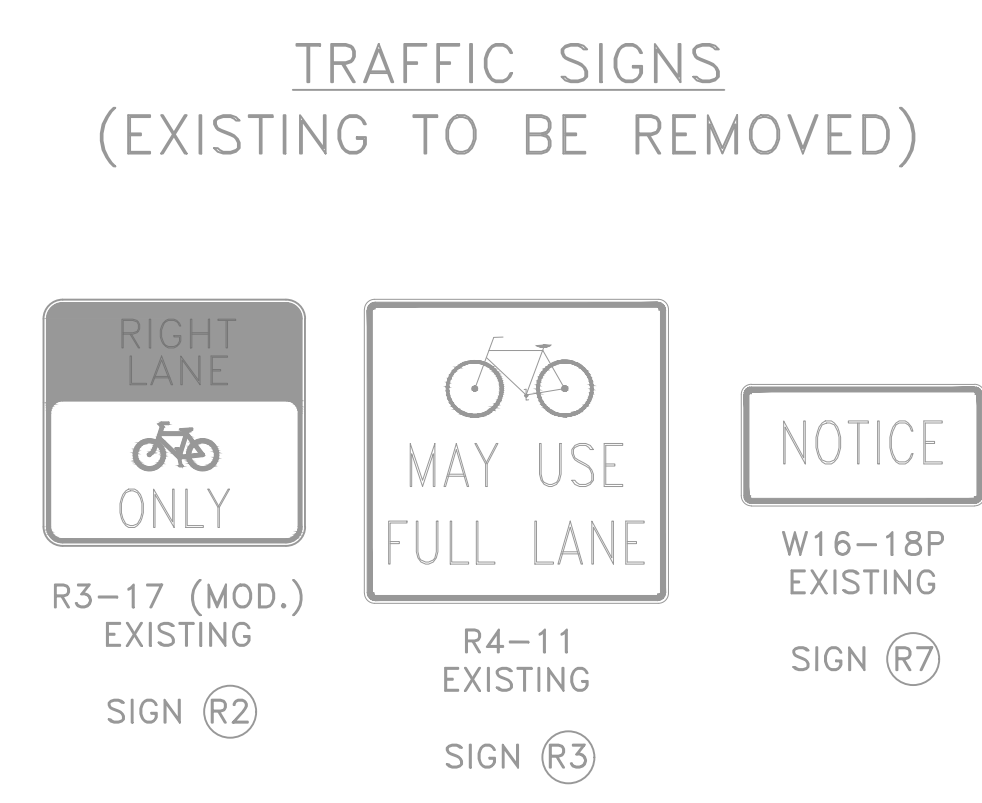 TRAFFIC SIGNS
(EXISTING TO BE REMOVED)
RIGHT
LANE
ONLY
R3-17 (MOD.)
EXISTING
SIGN R2
MAY USE
FULL LANE
R4-11
EXISTING
SIGN R3
NOTICE
W16-18P
EXISTING
SIGN R7